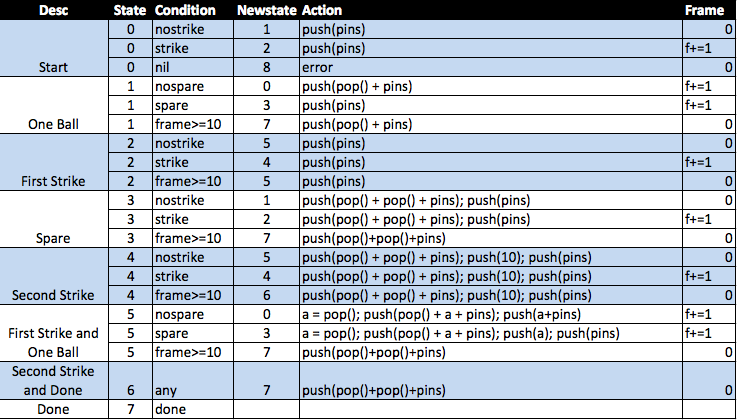 Desc State Condition Newstate Action Frame
0 nostrike 1 push(pins) 0
0 strike 2 push(pins) f+=1
Start 0 nil 8 error 0
1 nospare 0 push(pop() + pins) f+=1
1 spare 3 push(pins) f+=1
One Ball 1 frame>=10 7 push(pop() + pins) 0
2 nostrike 5 push(pins) 0
2 strike 4 push(pins) f+=1
First Strike 2 frame>=10 5 push(pins) 0
3 nostrike 1 push(pop() + pop() + pins); push(pins) 0
3 strike 2 push(pop() + pop() + pins); push(pins) f+=1
Spare 3 frame>=10 7 push(pop()+pop()+pins) 0
4 nostrike 5 push(pop() + pop() + pins); push(10); push(pins) 0
4 strike 4 push(pop() + pop() + pins); push(10); push(pins) f+=1
Second Strike 4 frame>=10 6 push(pop() + pop() + pins); push(10); push(pins) 0
5 nospare 0 a = pop(); push(pop() + a + pins); push(a+pins) f+=1
First Strike and 5 spare 3 a = pop(); push(pop() + a + pins); push(a); push(pins) f+=1
One Ball 5 frame>=10 7 push(pop()+pop()+pins) 0
Second Strike
and Done 6 any 7 push(pop()+pop()+pins) 0
Done 7 done